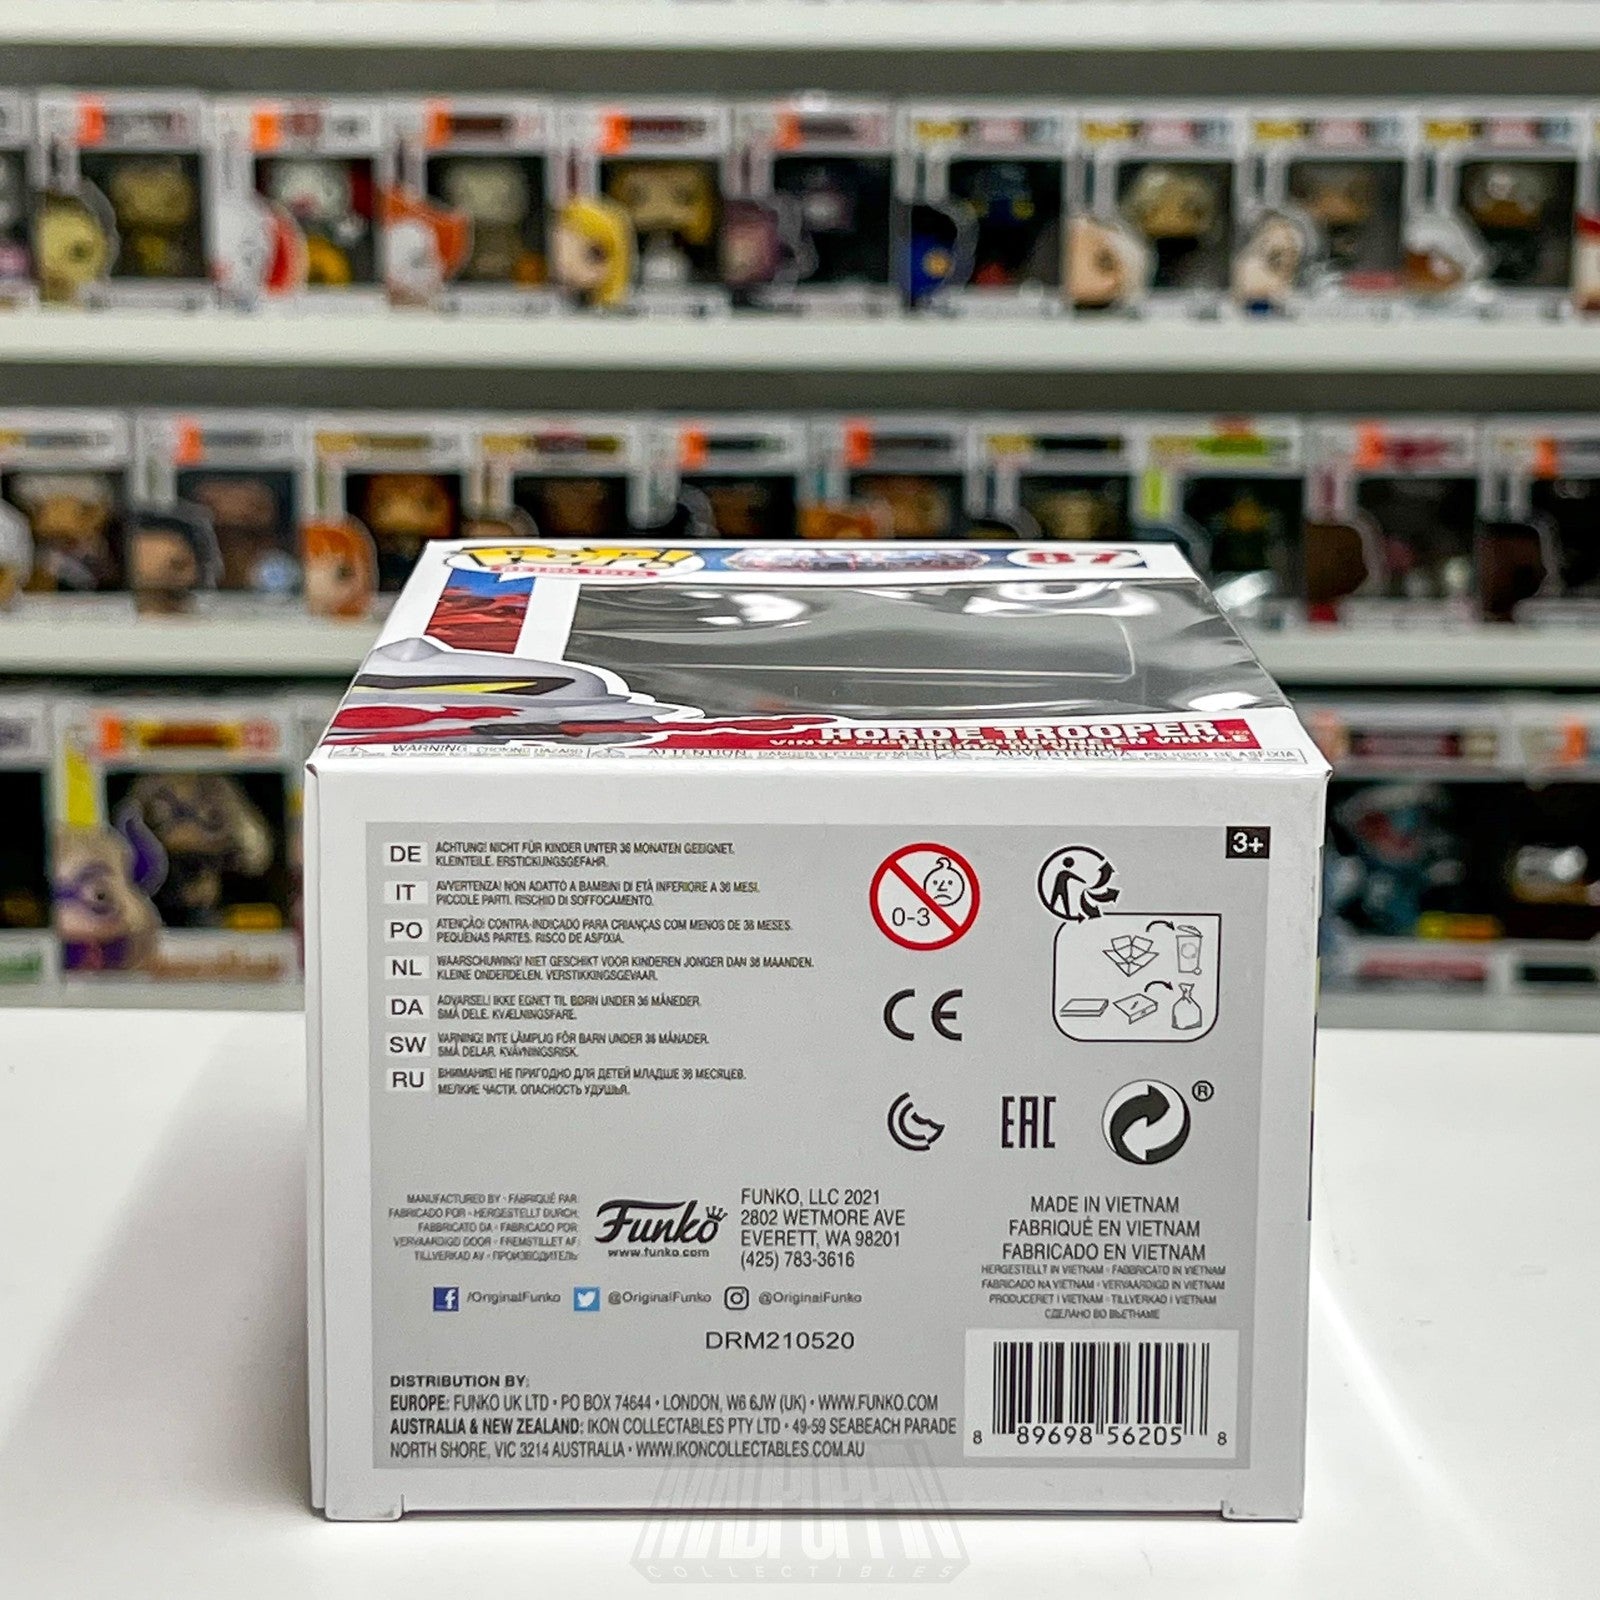 POP!
RETRO TOYS
87
HORDE TROOPER
VINYL FIGURE
WARNING: CHOKING HAZARD
DE ACHTUNG! NICHT FÜR KINDER UNTER 36 MONATEN GEEIGNET.
KLEINTEILE. ERSTICKUNGSGEFAHR.
IT AVVERTENZA! NON ADATTO A BAMBINI DI ETÀ INFERIORE A 36 MESI.
PICCOLE PARTI. RISCHIO DI SOFFOCAMENTO.
PO ATENÇÃO! CONTRA-INDICADO PARA CRIANÇAS COM MENOS DE 36 MESES.
PEQUENAS PARTES. RISCO DE ASFIXIA.
NL WAARSCHUWING! NIET GESCHIKT VOOR KINDEREN JONGER DAN 36 MAANDEN.
KLEINE ONDERDELEN. VERSTIKKINGSGEVAAR.
DA ADVARSEL! IKKE EGNET TIL BØRN UNDER 36 MÅNEDER.
SMÅ DELE. KVÆLNINGSFARE.
SW VARNING! INTE LÄMPLIG FÖR BARN UNDER 36 MÅNADER.
SMÅ DELAR. KVÄVNINGSRISK.
RU ВНИМАНИЕ! НЕ ПРИГОДНО ДЛЯ ДЕТЕЙ МЛАДШЕ 36 МЕСЯЦЕВ.
МЕЛКИЕ ЧАСТИ. ОПАСНОСТЬ УДУШЬЯ.
3+
0-3
CE
EAC
®
MANUFACTURED BY • FABRIQUÉ PAR
FABRICADO POR • HERGESTELLT DURCH:
FABBRICATO DA • FABRICADO POR:
VERVAARDIGD DOOR • FREMSTILLET AF:
TILLVERKAD AV • ПРОИЗВОДИТЕЛЬ:
Funko
www.funko.com
FUNKO, LLC 2021
2802 WETMORE AVE
EVERETT, WA 98201
(425) 783-3616
MADE IN VIETNAM
FABRIQUÉ EN VIETNAM
FABRICADO EN VIETNAM
HERGESTELLT IN VIETNAM • FABBRICATO IN VIETNAM
FABRICADO NA VIETNAM • VERVAARDIGD IN VIETNAM
PRODUCERET I VIETNAM • TILLVERKAD I VIETNAM
СДЕЛАНО ВО ВЬЕТНАМЕ
f /OriginalFunko @OriginalFunko @OriginalFunko
DRM210520
DISTRIBUTION BY:
EUROPE: FUNKO UK LTD • PO BOX 74644 • LONDON, W6 6JW (UK) • WWW.FUNKO.COM
AUSTRALIA & NEW ZEALAND: IKON COLLECTABLES PTY LTD • 49-59 SEABEACH PARADE
NORTH SHORE, VIC 3214 AUSTRALIA • WWW.IKONCOLLECTABLES.COM.AU
8 89698 56205 8
MADPOPPIN
COLLECTIBLES